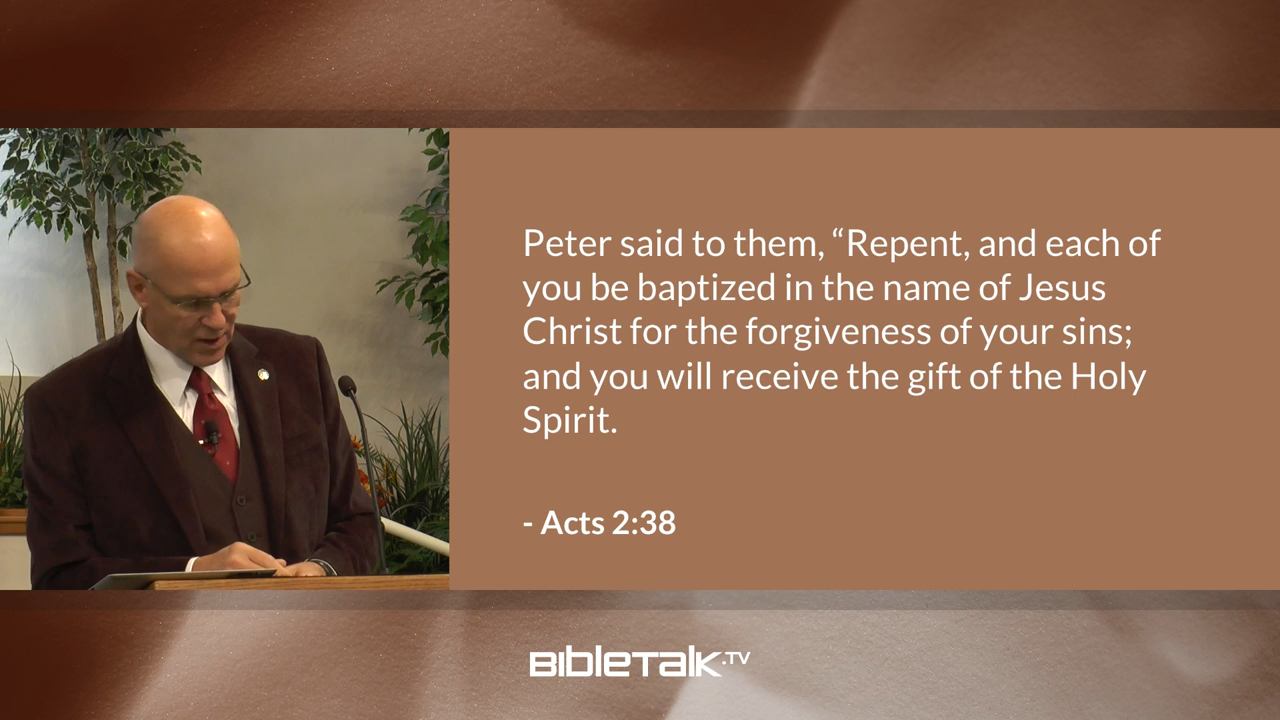 Peter said to them, “Repent, and each of
you be baptized in the name of Jesus
Christ for the forgiveness of your sins;
and you will receive the gift of the Holy
Spirit.
- Acts 2:38
BibleTalk.TV